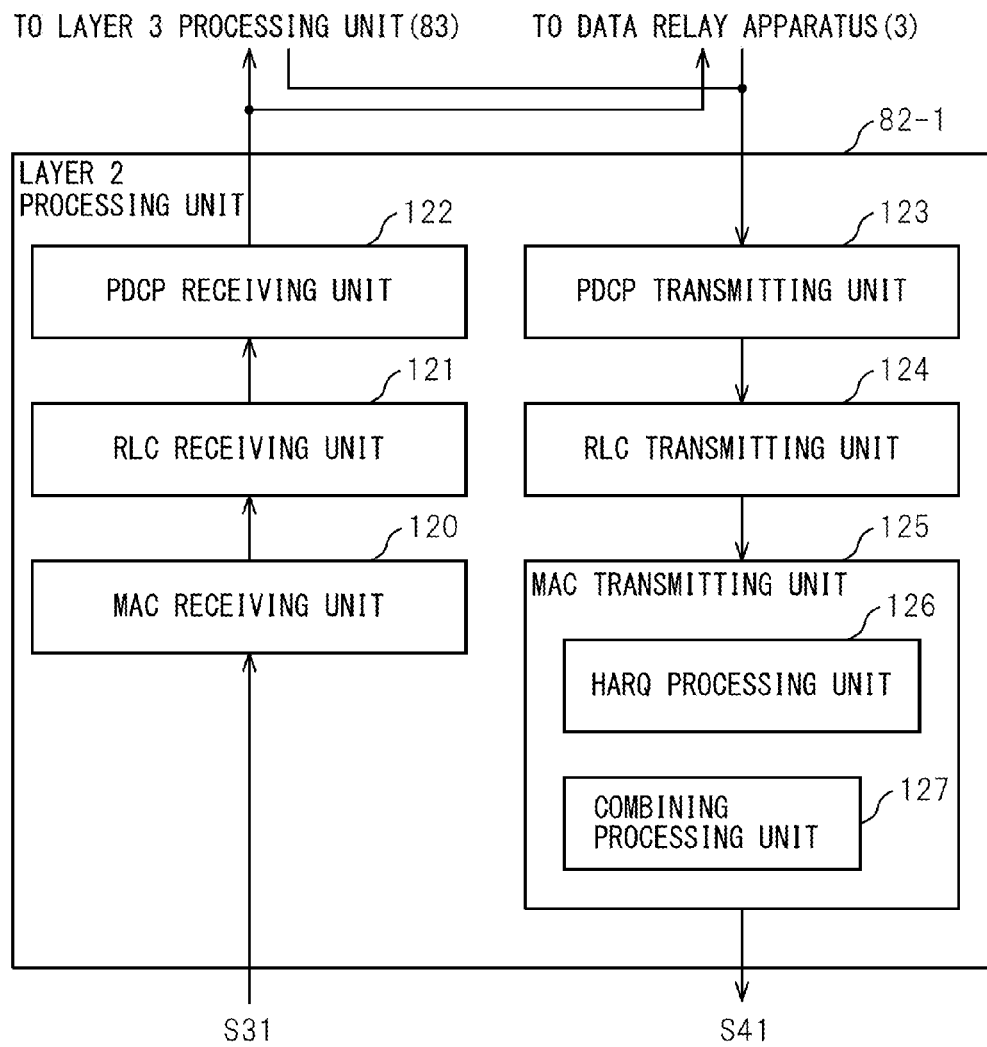 TO LAYER 3 PROCESSING UNIT(83)
TO DATA RELAY APPARATUS(3)
82-1
LAYER 2
PROCESSING UNIT
122
123
PDCP RECEIVING UNIT
PDCP TRANSMITTING UNIT
121
124
RLC RECEIVING UNIT
RLC TRANSMITTING UNIT
120
125
MAC RECEIVING UNIT
MAC TRANSMITTING UNIT
126
HARQ PROCESSING UNIT
127
COMBINING
PROCESSING UNIT
S31
S41